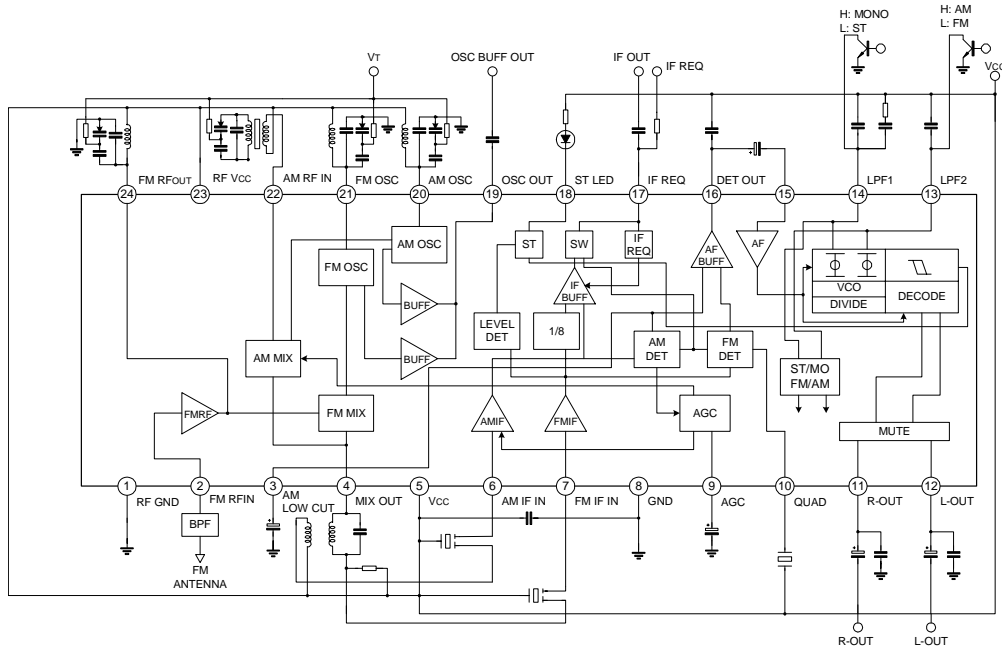 H: MONO
L: ST
H: AM
L: FM
VT
OSC BUFF OUT
IF OUT
IF REQ
VCC
FM RFOUT
RF VCC
AM RF IN
FM OSC
AM OSC
OSC OUT
ST LED
IF REQ
DET OUT
LPF1
LPF2
24
23
22
21
20
19
18
17
16
15
14
13
AM OSC
FM OSC
BUFF
BUFF
ST
SW
IF
REQ
IF
BUFF
AF
BUFF
AF
VCO
DIVIDE
DECODE
LEVEL
DET
1/8
AM
DET
FM
DET
ST/MO
FM/AM
AM MIX
FM MIX
FMRF
AMIF
FMIF
AGC
MUTE
1
2
3
4
5
6
7
8
9
10
11
12
RF GND
FM RFIN
AM
LOW CUT
MIX OUT
VCC
AM IF IN
FM IF IN
GND
AGC
QUAD
R-OUT
L-OUT
BPF
FM
ANTENNA
R-OUT
L-OUT